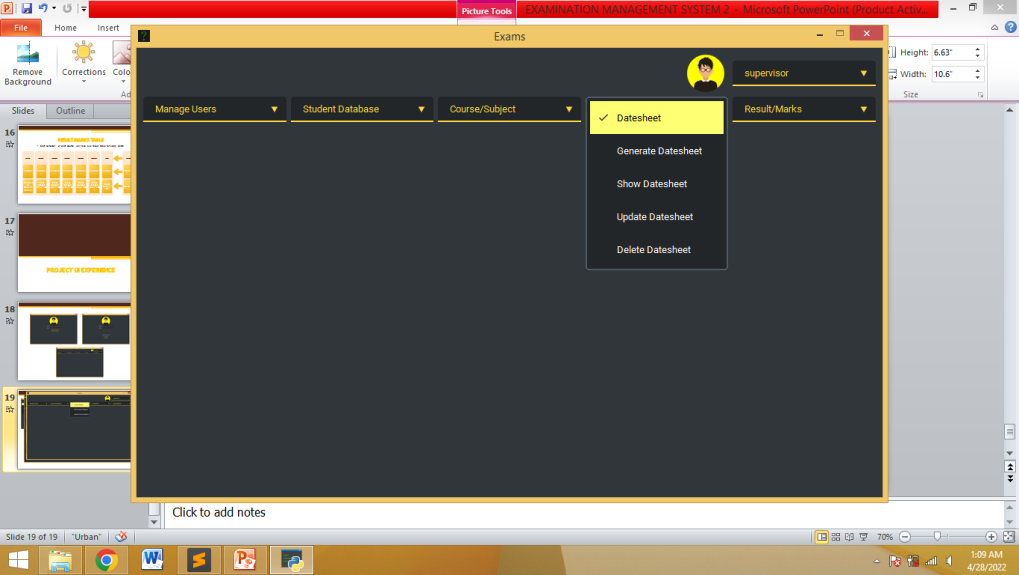 Picture Tools
EXAMINATION MANAGEMENT SYSTEM 2 - Microsoft PowerPoint (Product Activ...
File
Home
Insert
Exams
Remove
Background
Corrections
Colo
Height: 6.63"
Width: 10.6"
Size
Slides
Outline
supervisor
Manage Users
Student Database
Course/Subject
Datesheet
Generate Datesheet
Show Datesheet
Update Datesheet
Delete Datesheet
Result/Marks
16
17
PROJECT UI EXPERIENCE
18
19
Click to add notes
Slide 19 of 19
"Urban"
70%
1:09 AM
4/28/2022